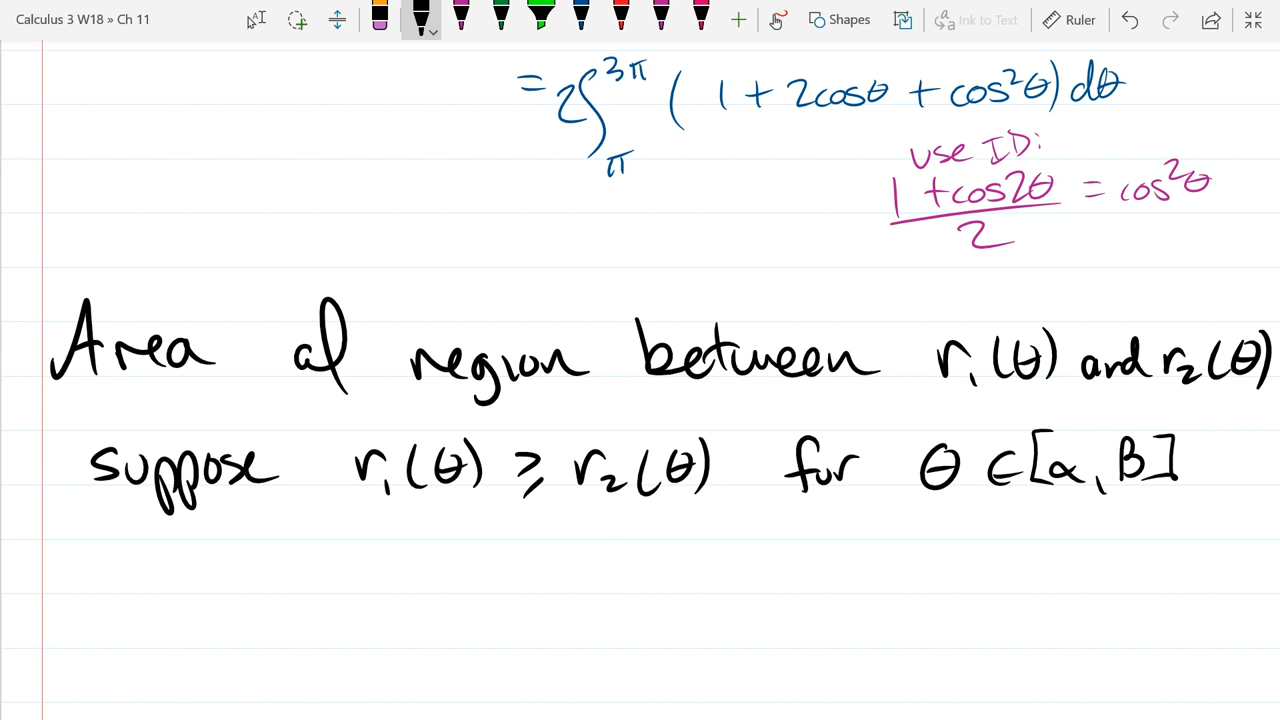 Calculus 3 W18 » Ch 11
Shapes
Ink to Text
Ruler
= 2∫_π^{3π} ( 1 + 2cosθ + cos²θ) dθ
use ID:
(1 + cos2θ)/2 = cos²θ
Area of region between r₁(θ) and r₂(θ)
suppose r₁(θ) ⩾ r₂(θ) for θ ∈ [α, β]